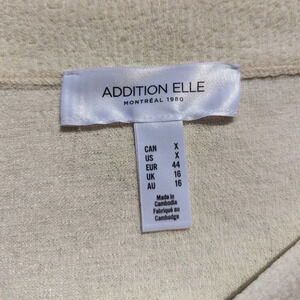 ADDITION ELLE
MONTRÉAL 1980
CAN X
US X
EUR 44
UK 16
AU 16
Made in
Cambodia
Fabriqué au
Cambodge